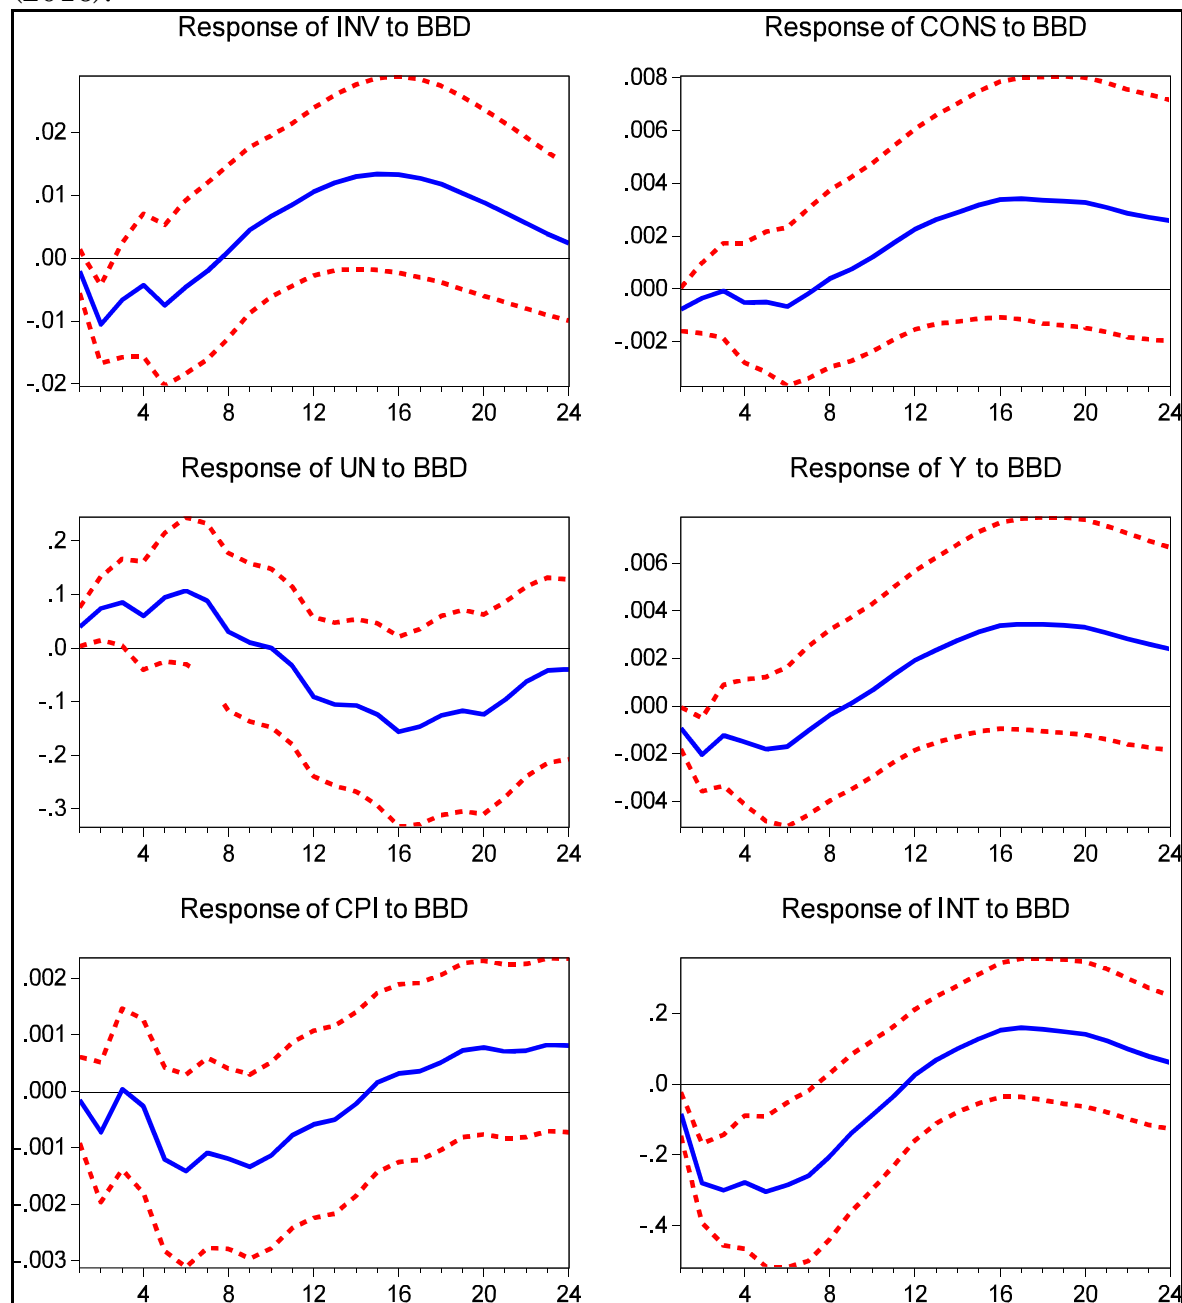 Response of INV to BBD
.02
.01
.00
-.01
-.02
4 8 12 16 20 24
Response of CONS to BBD
.008
.006
.004
.002
.000
-.002
4 8 12 16 20 24
Response of UN to BBD
.2
.1
.0
-.1
-.2
-.3
4 8 12 16 20 24
Response of Y to BBD
.006
.004
.002
.000
-.002
-.004
4 8 12 16 20 24
Response of CPI to BBD
.002
.001
.000
-.001
-.002
-.003
4 8 12 16 20 24
Response of INT to BBD
.2
.0
-.2
-.4
4 8 12 16 20 24